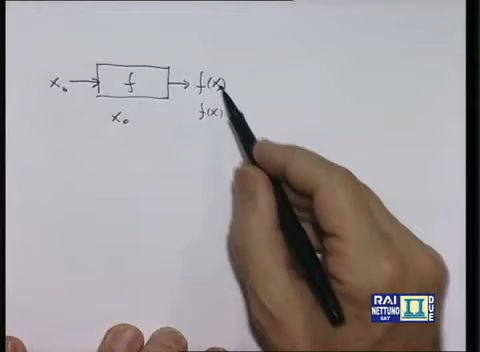 x₀ → f → f(x)
x₀ f(x)
RAI
NETTUNO
SAT
DUE